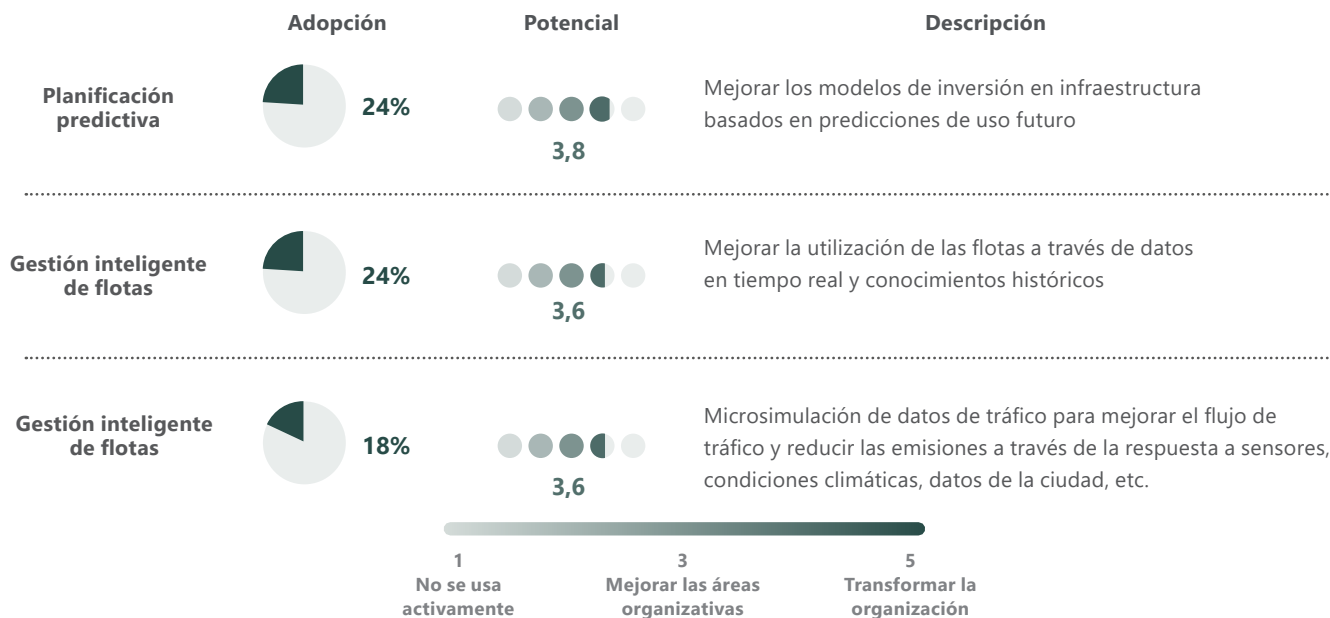 Adopción
Potencial
Descripción
Planificación
predictiva
24%
3,8
Mejorar los modelos de inversión en infraestructura
basados en predicciones de uso futuro
Gestión inteligente
de flotas
24%
3,6
Mejorar la utilización de las flotas a través de datos
en tiempo real y conocimientos históricos
Gestión inteligente
de flotas
18%
3,6
Microsimulación de datos de tráfico para mejorar el flujo de
tráfico y reducir las emisiones a través de la respuesta a sensores,
condiciones climáticas, datos de la ciudad, etc.
1
No se usa
activamente
3
Mejorar las áreas
organizativas
5
Transformar la
organización